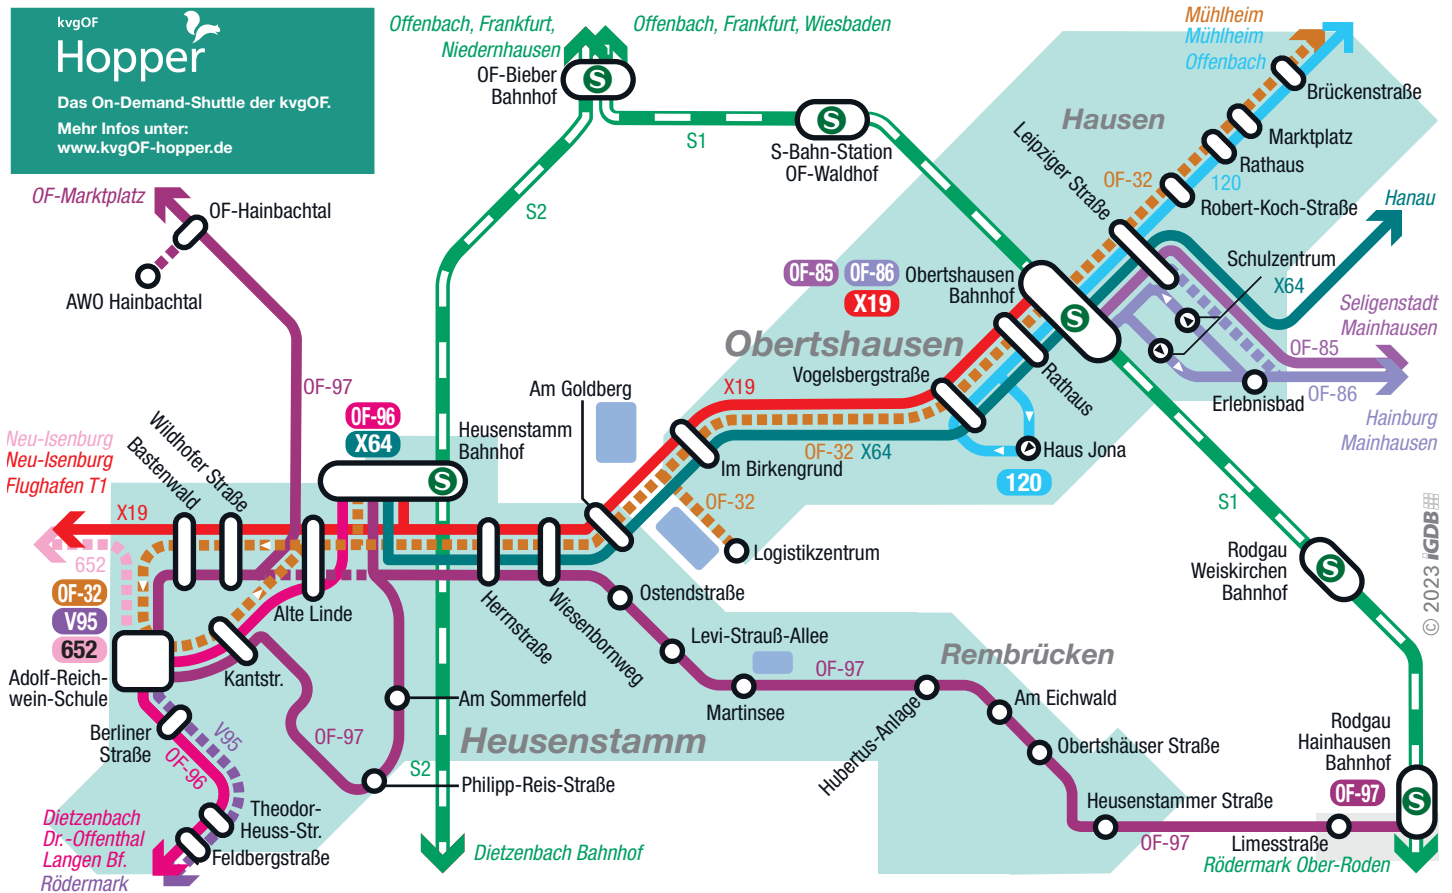 kvgOF
Hopper
Das On-Demand-Shuttle der kvgOF.
Mehr Infos unter:
www.kvgOF-hopper.de
Offenbach, Frankfurt,
Niedernhausen
Offenbach, Frankfurt, Wiesbaden
OF-Bieber
Bahnhof
S
S1
S
S-Bahn-Station
OF-Waldhof
S2
Mühlheim
Mühlheim
Offenbach
Brückenstraße
Hausen
Marktplatz
Rathaus
Leipziger Straße
OF-32
120
Robert-Koch-Straße
Hanau
OF-Marktplatz
OF-Hainbachtal
AWO Hainbachtal
Schulzentrum
X64
OF-85
OF-86
X19
Obertshausen
Bahnhof
S
Seligenstadt
Mainhausen
OF-85
OF-86
Erlebnisbad
Hainburg
Mainhausen
Obertshausen
Vogelsbergstraße
Rathaus
X19
Am Goldberg
OF-97
OF-96
X64
Heusenstamm
Bahnhof
S
OF-32
X64
Haus Jona
120
Im Birkengrund
OF-32
Logistikzentrum
S1
Neu-Isenburg
Neu-Isenburg
Flughafen T1
Wildhofer Straße
Bastenwald
X19
652
OF-32
V95
652
Adolf-Reich-
wein-Schule
Alte Linde
Kantstr.
Herrnstraße
Wiesenbornweg
Ostendstraße
Levi-Strauß-Allee
OF-97
Martinsee
Rembrücken
Hubertus-Anlage
Am Eichwald
Obertshäuser Straße
Heusenstammer Straße
OF-97
Limesstraße
Rodgau
Weiskirchen
Bahnhof
S
Rodgau
Hainhausen
Bahnhof
OF-97
S
Rödermark Ober-Roden
Am Sommerfeld
Heusenstamm
OF-97
S2
Philipp-Reis-Straße
Berliner
Straße
V95
OF-96
Theodor-
Heuss-Str.
Feldbergstraße
Dietzenbach
Dr.-Offenthal
Langen Bf.
Rödermark
Dietzenbach Bahnhof
© 2023 iGDB